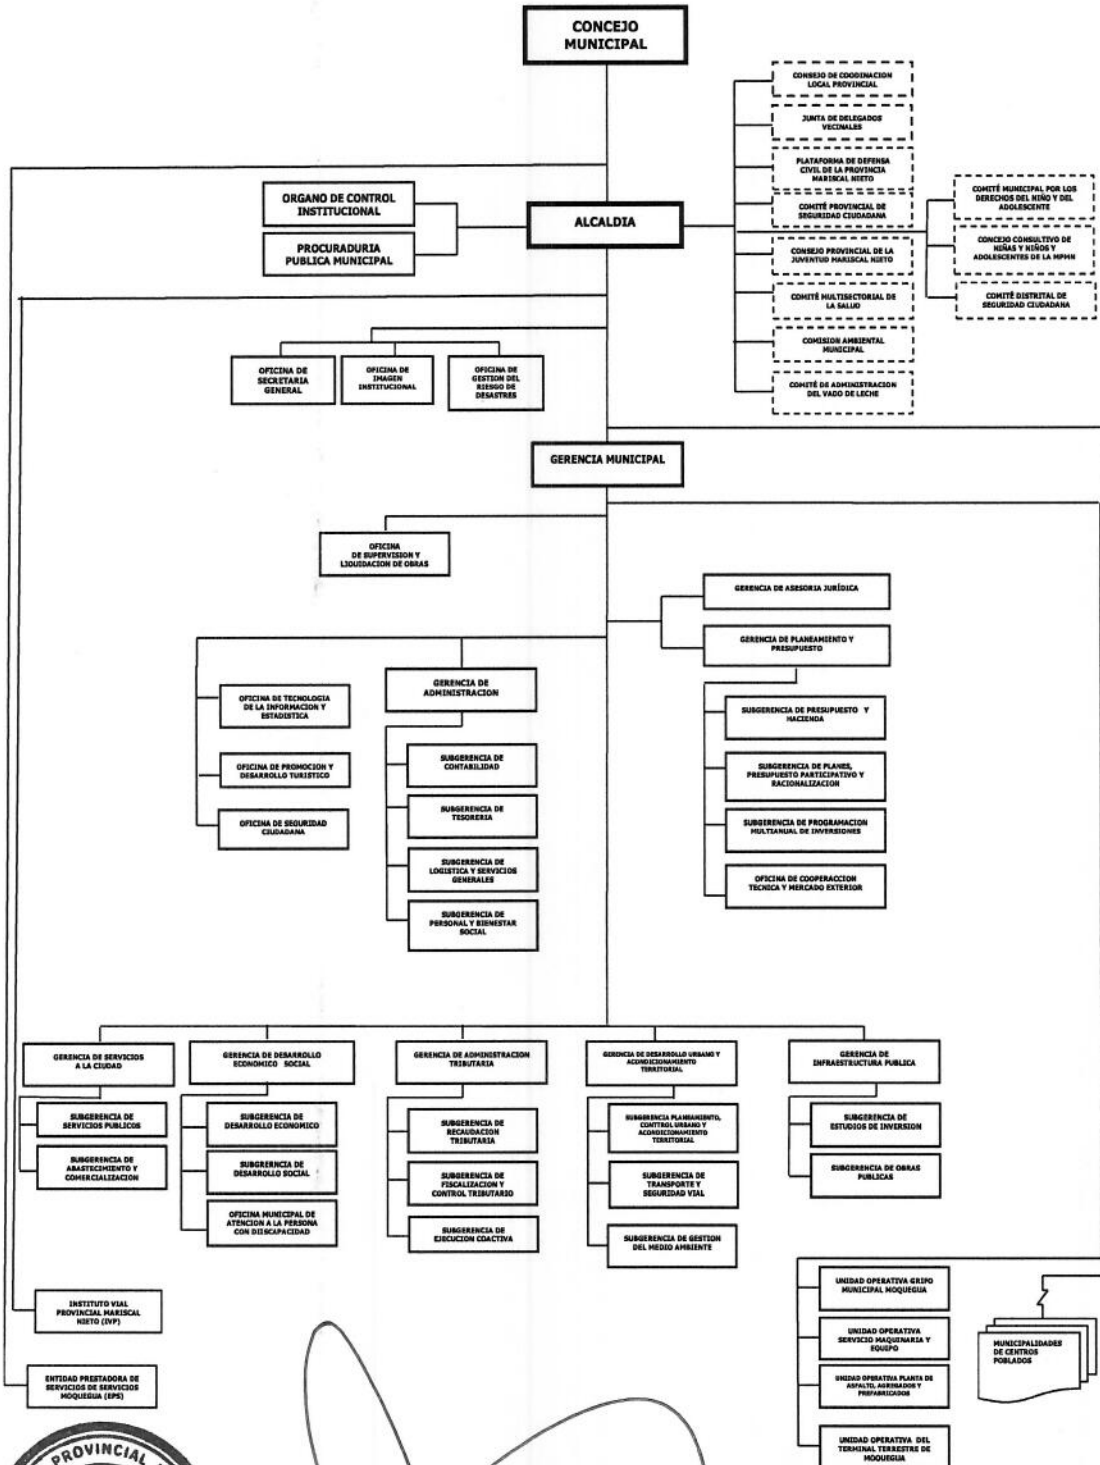 CONCEJO
MUNICIPAL
CONSEJO DE COODINACION
LOCAL PROVINCIAL
JUNTA DE DELEGADOS
VECINALES
PLATAFORMA DE DEFENSA
CIVIL DE LA PROVINCIA
MARISCAL NIETO
COMITÉ PROVINCIAL DE
SEGURIDAD CIUDADANA
CONSEJO PROVINCIAL DE LA
JUVENTUD MARISCAL NIETO
COMITÉ MULTISECTORIAL DE
LA SALUD
COMISION AMBIENTAL
MUNICIPAL
COMITÉ DE ADMINISTRACION
DEL VADO DE LECHE
COMITÉ MUNICIPAL POR LOS
DERECHOS DEL NIÑO Y DEL
ADOLESCENTE
CONCEJO CONSULTIVO DE
NIÑAS Y NIÑOS Y
ADOLESCENTES DE LA MPMN
COMITÉ DISTRITAL DE
SEGURIDAD CIUDADANA
ORGANO DE CONTROL
INSTITUCIONAL
PROCURADURIA
PUBLICA MUNICIPAL
ALCALDIA
OFICINA DE
SECRETARIA
GENERAL
OFICINA DE
IMAGEN
INSTITUCIONAL
OFICINA DE
GESTION DEL
RIESGO DE
DESASTRES
GERENCIA MUNICIPAL
OFICINA
DE SUPERVISION Y
LIQUIDACION DE OBRAS
GERENCIA DE ASESORIA JURÍDICA
GERENCIA DE PLANEAMIENTO Y
PRESUPUESTO
SUBGERENCIA DE PRESUPUESTO Y
HACIENDA
SUBGERENCIA DE PLANES,
PRESUPUESTO PARTICIPATIVO Y
RACIONALIZACION
SUBGERENCIA DE PROGRAMACION
MULTIANUAL DE INVERSIONES
OFICINA DE COOPERACCION
TECNICA Y MERCADO EXTERIOR
OFICINA DE TECNOLOGIA
DE LA INFORMACION Y
ESTADISTICA
OFICINA DE PROMOCION Y
DESARROLLO TURISTICO
OFICINA DE SEGURIDAD
CIUDADANA
GERENCIA DE
ADMINISTRACION
SUBGERENCIA DE
CONTABILIDAD
SUBGERENCIA DE
TESORERIA
SUBGERENCIA DE
LOGISTICA Y SERVICIOS
GENERALES
SUBGERENCIA DE
PERSONAL Y BIENESTAR
SOCIAL
GERENCIA DE SERVICIOS
A LA CIUDAD
SUBGERENCIA DE
SERVICIOS PUBLICOS
SUBGERENCIA DE
ABASTECIMIENTO Y
COMERCIALIZACION
GERENCIA DE DESARROLLO
ECONOMICO SOCIAL
SUBGERENCIA DE
DESARROLLO ECONOMICO
SUBGRERNCIA DE
DESARROLLO SOCIAL
OFICINA MUNICIPAL DE
ATENCION A LA PERSONA
CON DIISCAPACIDAD
GERENCIA DE ADMINISTRACION
TRIBUTARIA
SUBGERENCIA DE
RECAUDACION
TRIBUTARIA
SUBGERENCIA DE
FISCALIZACION Y
CONTROL TRIBUTARIO
SUBGERENCIA DE
EJECUCION COACTIVA
GERENCIA DE DESARROLLO URBANO Y
ACONDICIONAMIENTO
TERRITORIAL
SUBGERENCIA PLANEAMIENTO,
CONTTROL URBANO Y
ACONDICIONAMIENTO
TERRITORIAL
SUBGERENCIA DE
TRANSPORTE Y
SEGURIDAD VIAL
SUBGERENCIA DE GESTION
DEL MEDIO AMBIENTE
GERENCIA DE
INFRAESTRUCTURA PUBLICA
SUBGERENCIA DE
ESTUDIOS DE INVERSION
SUBGERENCIA DE OBRAS
PUBLICAS
INSTITUTO VIAL
PROVINCIAL MARISCAL
NIETO (IVP)
ENTIDAD PRESTADORA DE
SERVICIOS DE SERVICIOS
MOQUEGUA (EPS)
UNIDAD OPERATIVA GRIFO
MUNICIPAL MOQUEGUA
UNIDAD OPERATIVA
SERVICIO MAQUINARIA Y
EQUIPO
UNIDAD OPERATIVA PLANTA DE
ASFALTO, AGREGADOS Y
PREFABRICADOS
UNIDAD OPERATIVA DEL
TERMINAL TERRESTRE DE
MOQUEGUA
MUNICIPALIDADES
DE CENTROS
POBLADOS
PROVINCIAL